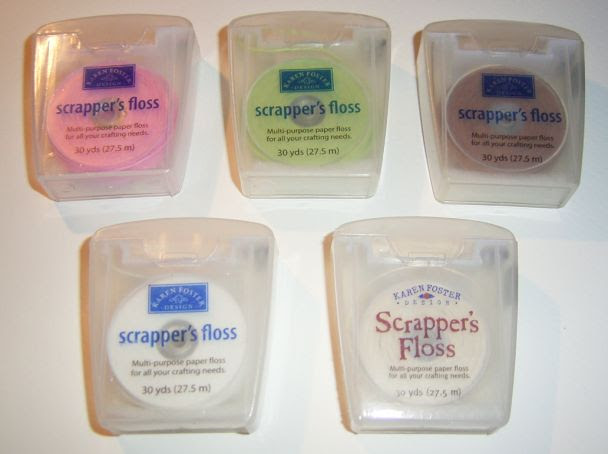 KAREN FOSTER
DESIGN
scrapper's floss
Multi-purpose paper floss
for all your crafting needs.
30 yds (27.5 m)
KAREN FOSTER
DESIGN
scrapper's floss
Multi-purpose paper floss
for all your crafting needs.
30 yds (27.5 m)
KAREN FOSTER
DESIGN
scrapper's floss
Multi-purpose paper floss
for all your crafting needs.
30 yds (27.5 m)
KAREN FOSTER
DESIGN
scrapper's floss
Multi-purpose paper floss
for all your crafting needs.
30 yds (27.5 m)
KAREN FOSTER
· DESIGN ·
Scrapper's
Floss
Multi-purpose paper floss
for all your crafting needs.
30 yds (27.5 m)